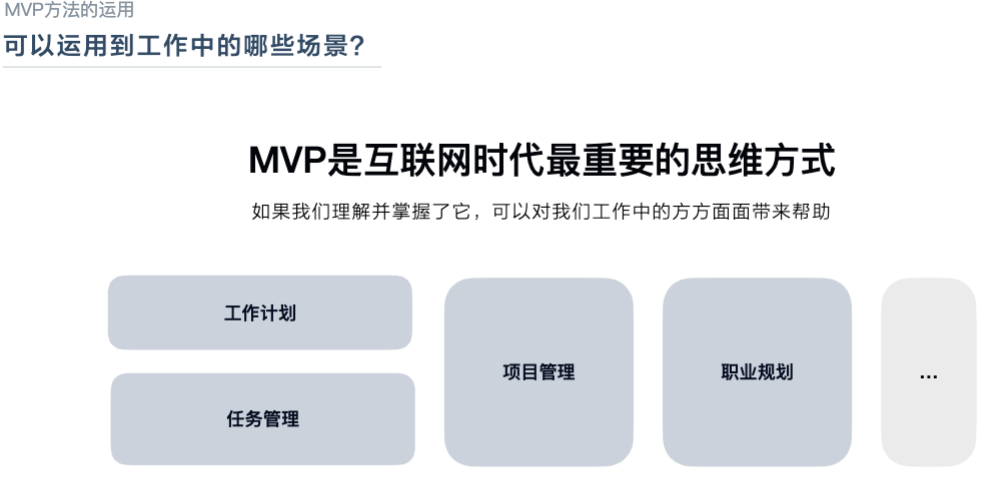 MVP方法的运用
可以运用到工作中的哪些场景？
MVP是互联网时代最重要的思维方式
如果我们理解并掌握了它，可以对我们工作中的方方面面带来帮助
工作计划
任务管理
项目管理
职业规划
...